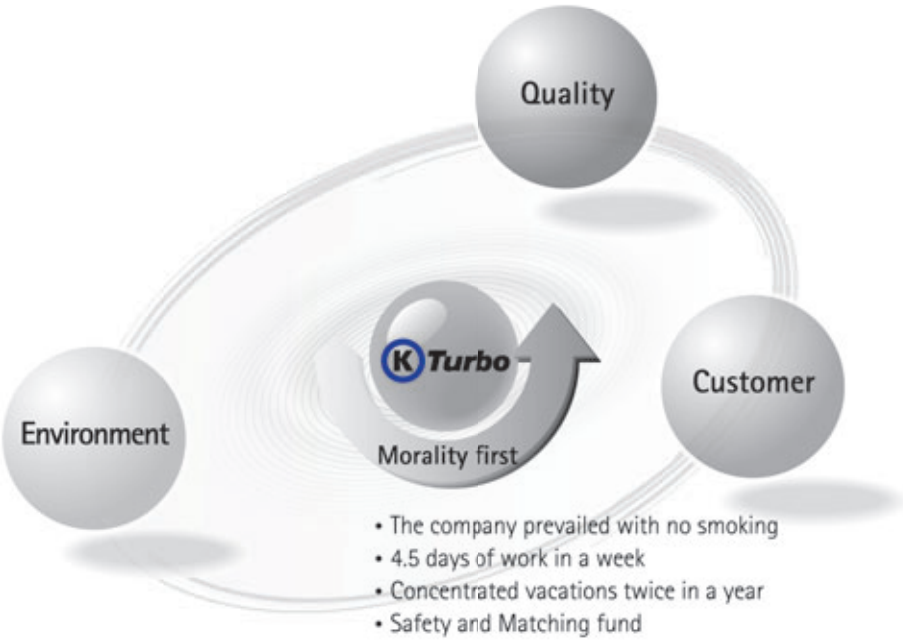 Quality
Customer
Environment
K Turbo
Morality first
• The company prevailed with no smoking
• 4.5 days of work in a week
• Concentrated vacations twice in a year
• Safety and Matching fund